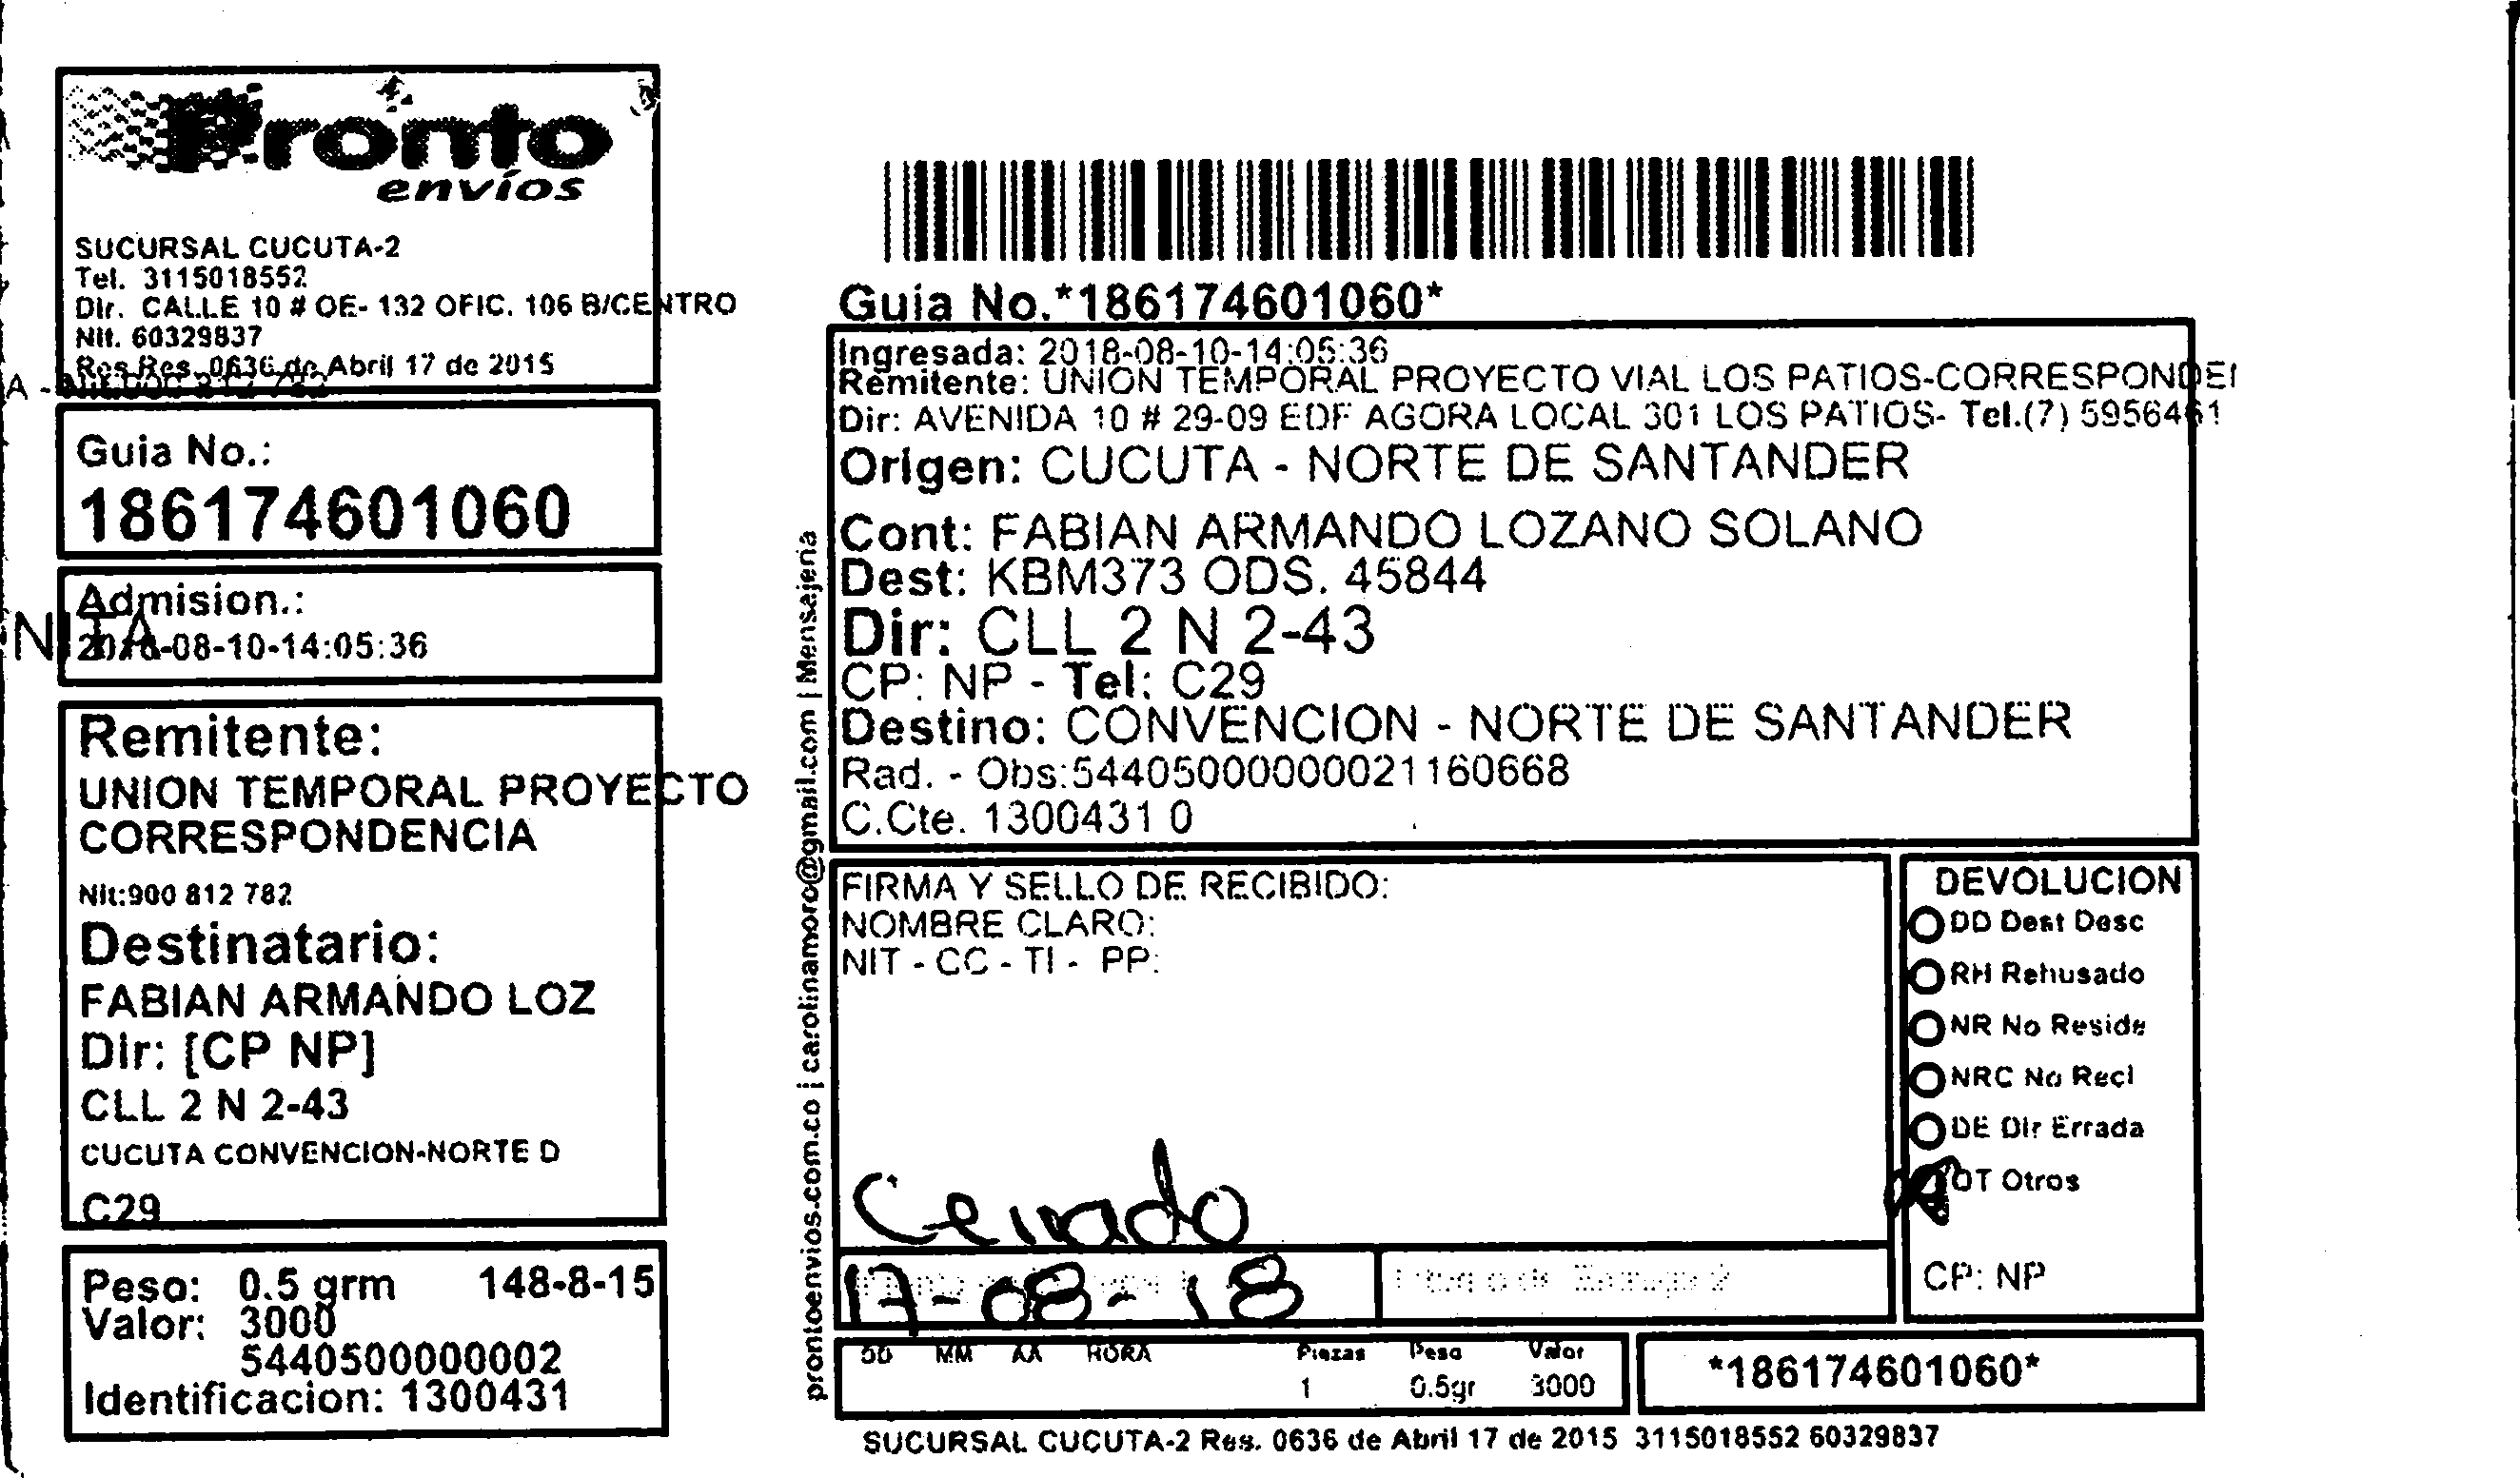 Pronto
envíos
SUCURSAL CUCUTA-2
Tel. 3115018552
Dir. CALLE 10 # OE- 132 OFIC. 106 B/CENTRO
Nit. 60329837
Res.Res. 0636 de Abril 17 de 2015
Guia No.:
186174601060
Admision.:
2018-08-10-14:05:36
Remitente:
UNION TEMPORAL PROYECTO
CORRESPONDENCIA
Nit:900 812 782
Destinatario:
FABIAN ARMANDO LOZ
Dir: [CP NP]
CLL 2 N 2-43
CUCUTA CONVENCION-NORTE D
C29
Peso: 0.5 grm 148-8-15
Valor: 3000
5440500000002
Identificacion: 1300431
prontoenvios.com.co | carolinamoro@gmail.com | Mensajeria
Guia No.*186174601060*
Ingresada: 2018-08-10-14:05:36
Remitente: UNION TEMPORAL PROYECTO VIAL LOS PATIOS-CORRESPONDEN
Dir: AVENIDA 10 # 29-09 EDF AGORA LOCAL 301 LOS PATIOS- Tel.(7) 5956461
Origen: CUCUTA - NORTE DE SANTANDER
Cont: FABIAN ARMANDO LOZANO SOLANO
Dest: KBM373 ODS. 45844
Dir: CLL 2 N 2-43
CP: NP - Tel: C29
Destino: CONVENCION - NORTE DE SANTANDER
Rad. - Obs:544050000000021160668
C.Cte. 1300431 0
FIRMA Y SELLO DE RECIBIDO:
NOMBRE CLARO:
NIT - CC - TI - PP:
Cerrado
17-08-18
DEVOLUCION
DD Dest Desc
RH Rehusado
NR No Reside
NRC No Recl
DE Dir Errada
OT Otros
CP: NP
DD MM AA HORA Piezas Peso Valor
1 0.5gr 3000
*186174601060*
SUCURSAL CUCUTA-2 Res. 0636 de Abril 17 de 2015 3115018552 60329837